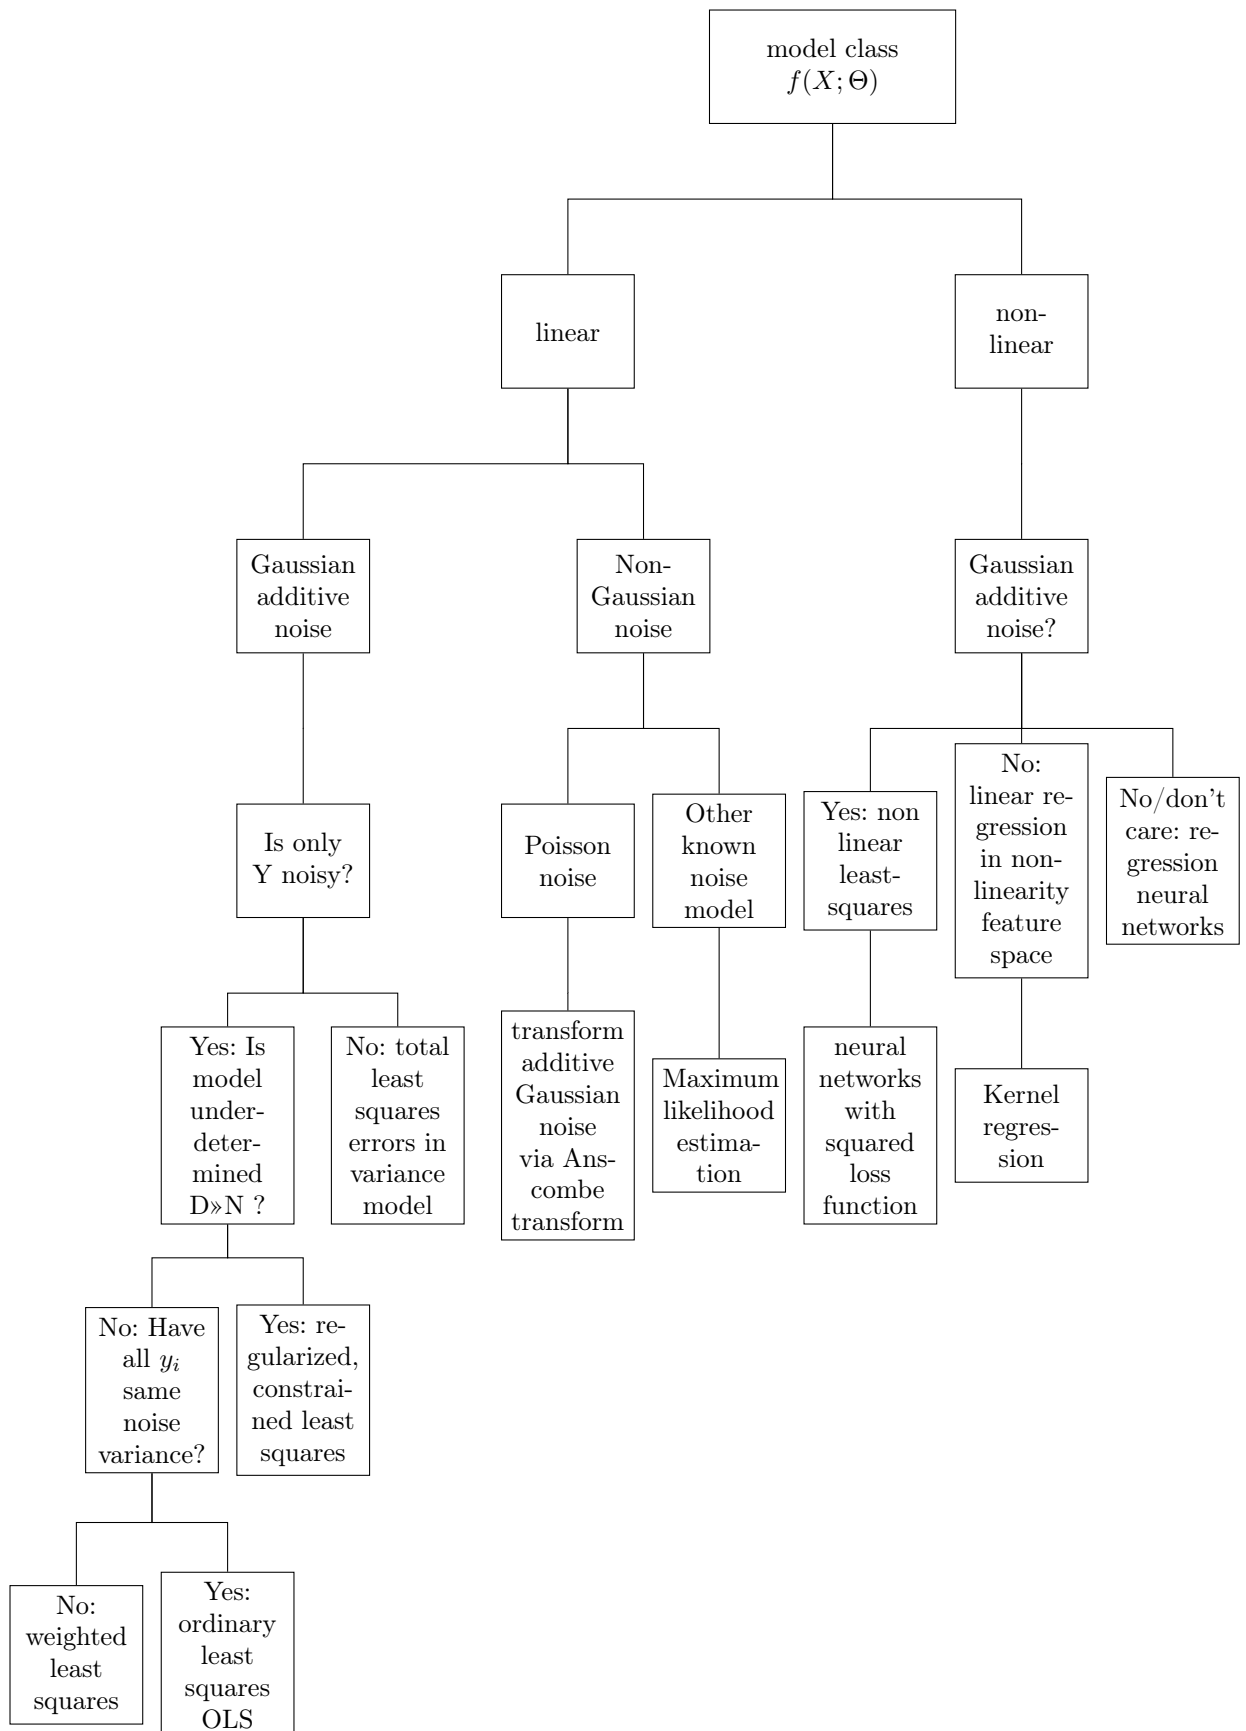 model class
f(X; Θ)
linear
non-
linear
Gaussian
additive
noise
Non-
Gaussian
noise
Gaussian
additive
noise?
Is only
Y noisy?
Poisson
noise
Other
known
noise
model
Yes: non
linear
least-
squares
No:
linear re-
gression
in non-
linearity
feature
space
No/don't
care: re-
gression
neural
networks
Yes: Is
model
under-
deter-
mined
D»N ?
No: total
least
squares
errors in
variance
model
transform
additive
Gaussian
noise
via Ans-
combe
transform
Maximum
likelihood
estima-
tion
neural
networks
with
squared
loss
function
Kernel
regres-
sion
No: Have
all yᵢ
same
noise
variance?
Yes: re-
gularized,
constrai-
ned least
squares
No:
weighted
least
squares
Yes:
ordinary
least
squares
OLS